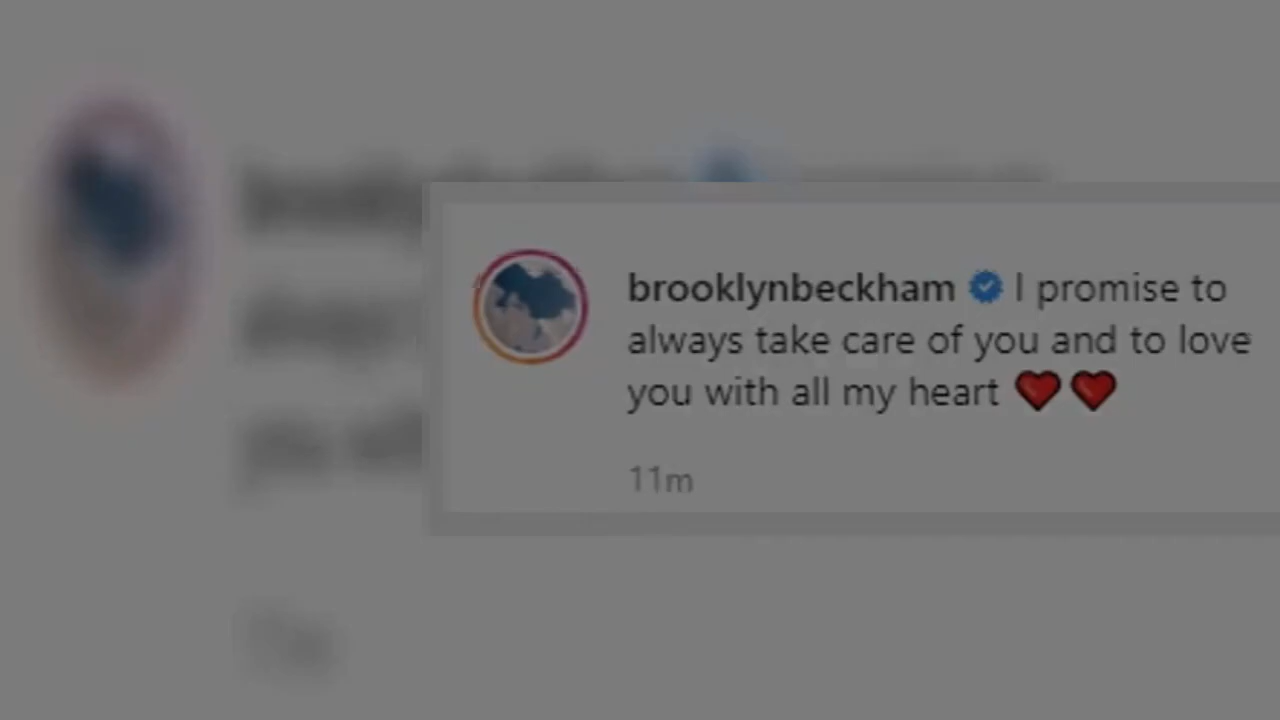 brooklynbeckham I promise to
always take care of you and to love
you with all my heart ❤️❤️
11m